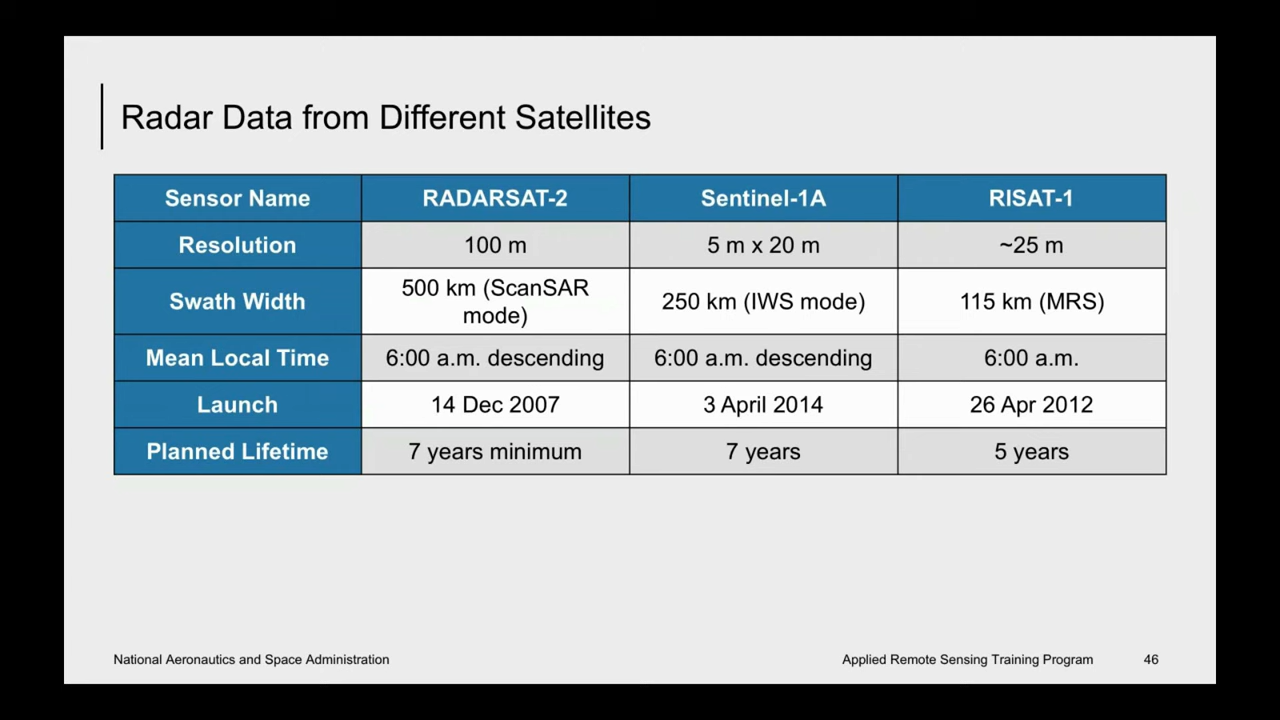 Radar Data from Different Satellites
Sensor Name RADARSAT-2 Sentinel-1A RISAT-1
Resolution 100 m 5 m x 20 m ~25 m
Swath Width 500 km (ScanSAR mode) 250 km (IWS mode) 115 km (MRS)
Mean Local Time 6:00 a.m. descending 6:00 a.m. descending 6:00 a.m.
Launch 14 Dec 2007 3 April 2014 26 Apr 2012
Planned Lifetime 7 years minimum 7 years 5 years
National Aeronautics and Space Administration Applied Remote Sensing Training Program 46